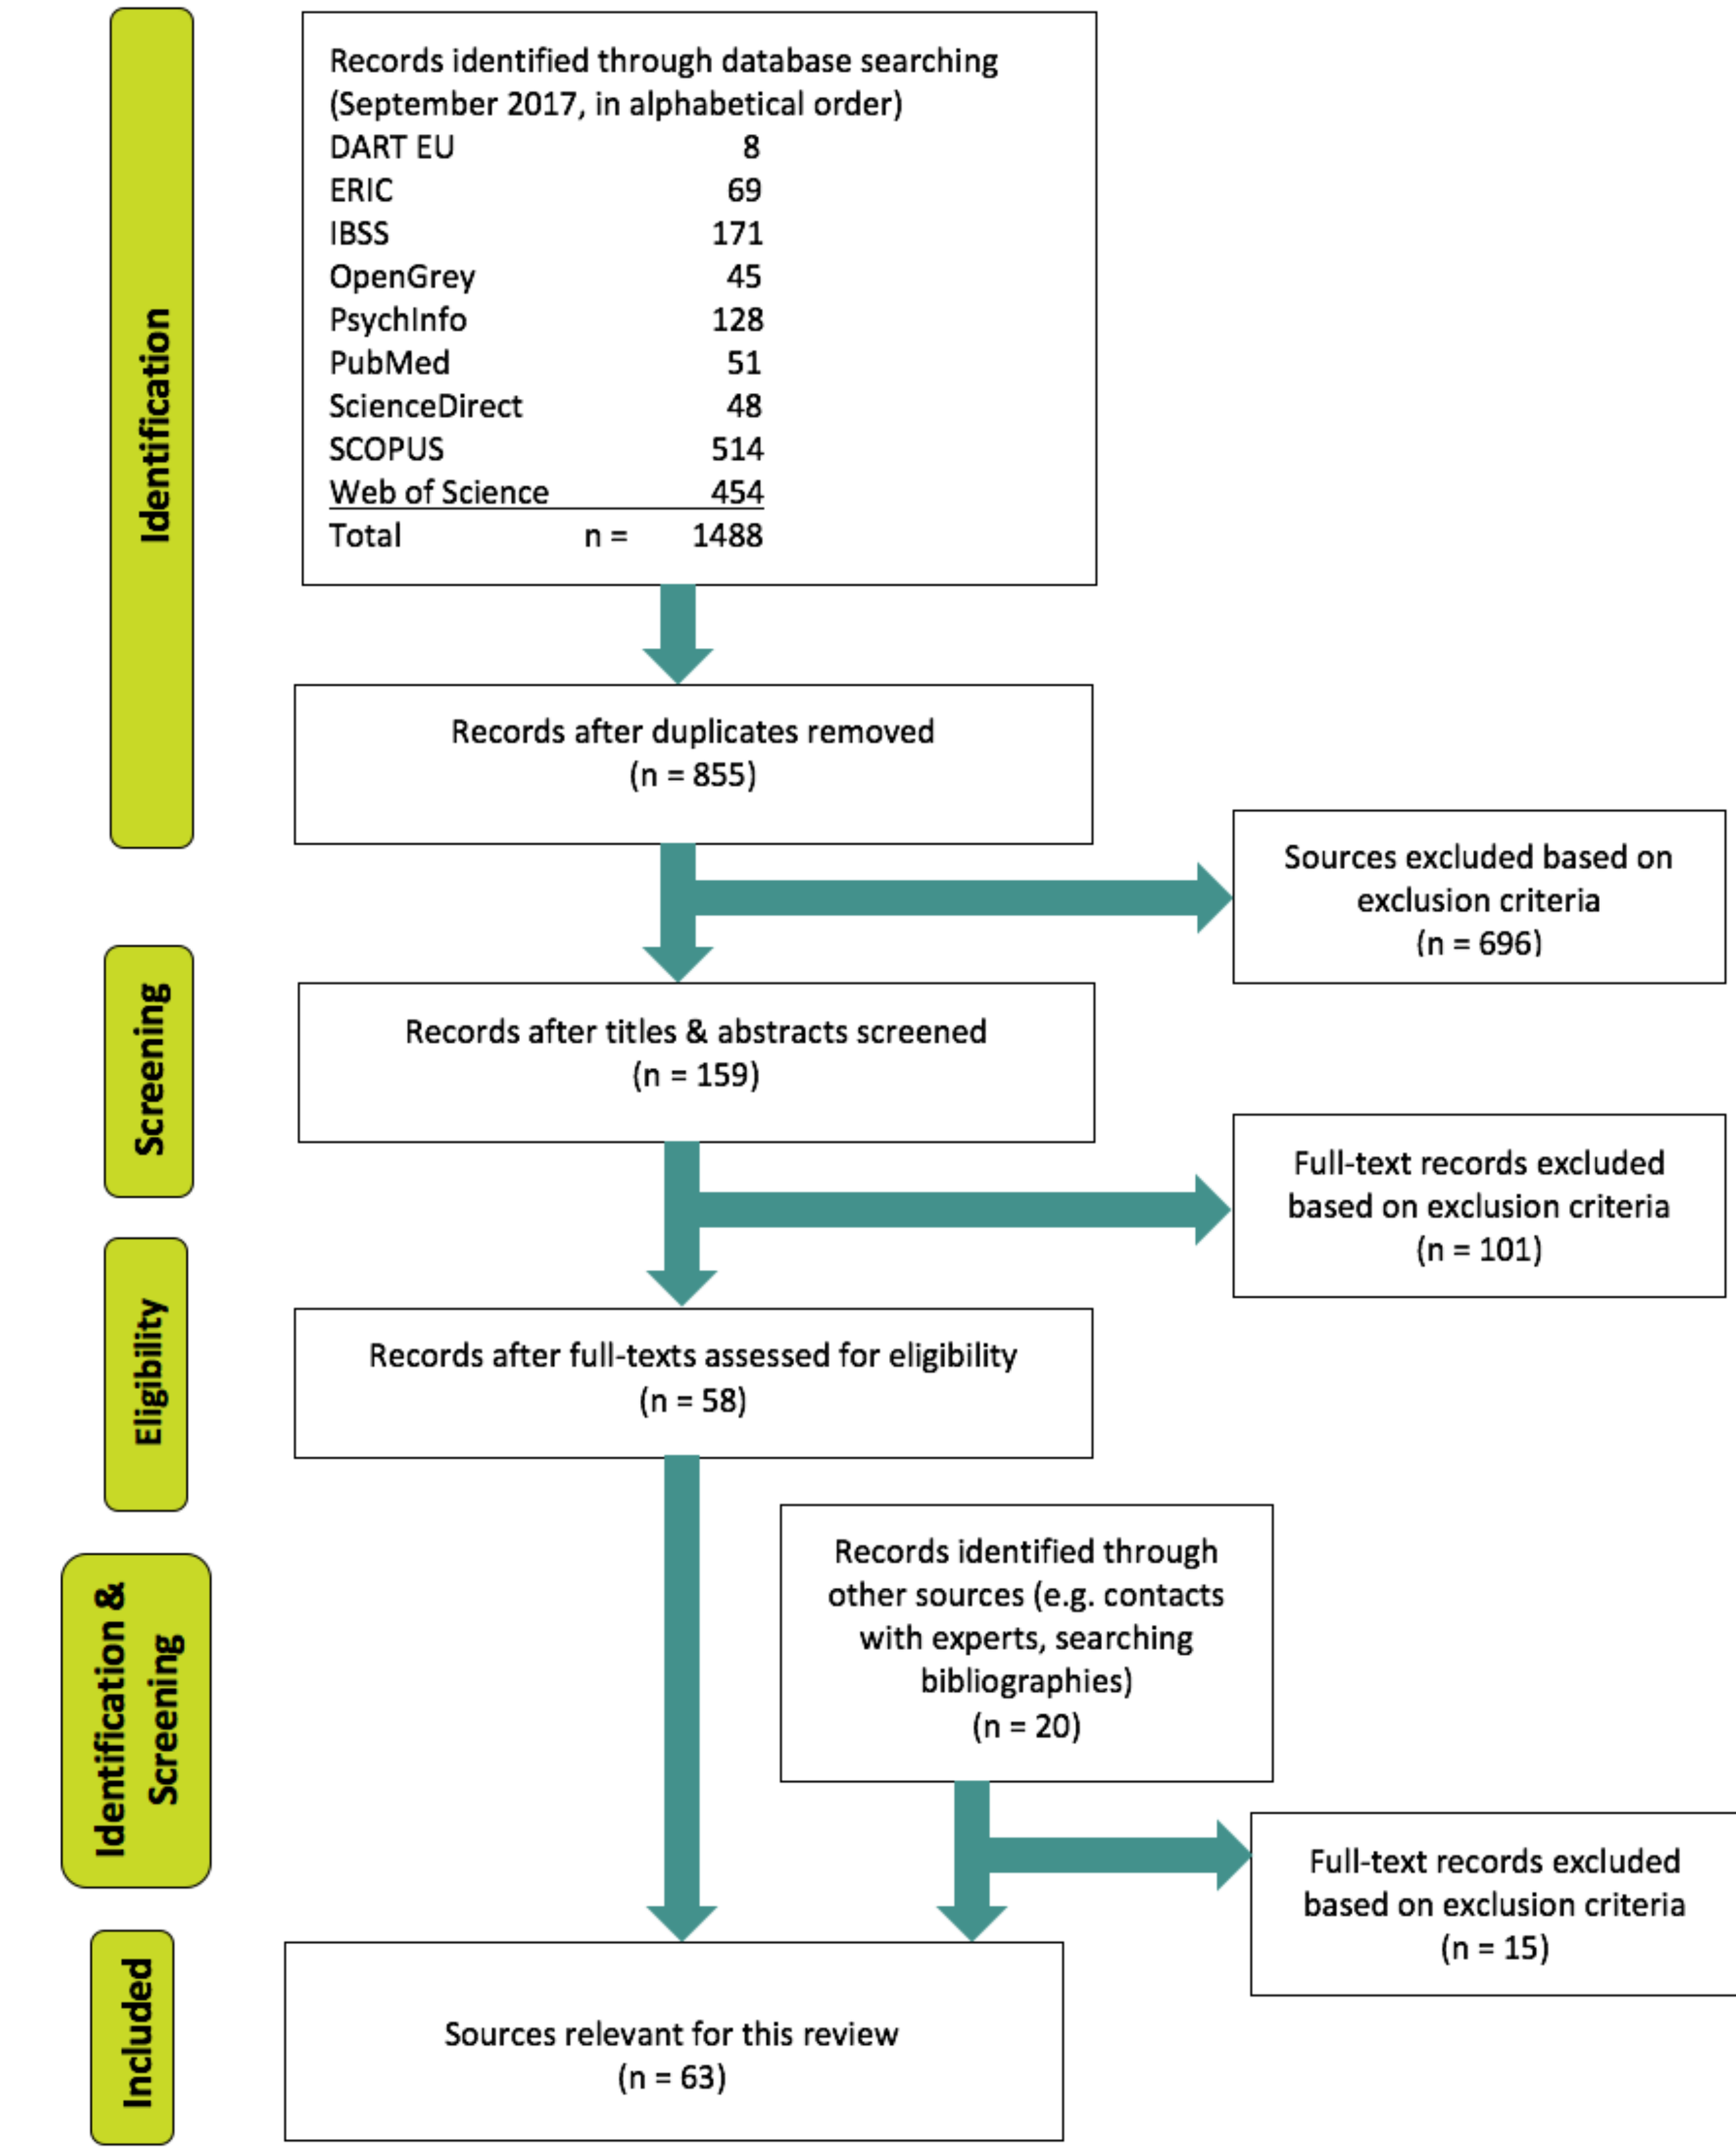 Identification
Records identified through database searching
(September 2017, in alphabetical order)
DART EU 8
ERIC 69
IBSS 171
OpenGrey 45
PsychInfo 128
PubMed 51
ScienceDirect 48
SCOPUS 514
Web of Science 454
Total n = 1488
Records after duplicates removed
(n = 855)
Sources excluded based on
exclusion criteria
(n = 696)
Screening
Records after titles & abstracts screened
(n = 159)
Full-text records excluded
based on exclusion criteria
(n = 101)
Eligibility
Records after full-texts assessed for eligibility
(n = 58)
Identification &
Screening
Records identified through
other sources (e.g. contacts
with experts, searching
bibliographies)
(n = 20)
Full-text records excluded
based on exclusion criteria
(n = 15)
Included
Sources relevant for this review
(n = 63)